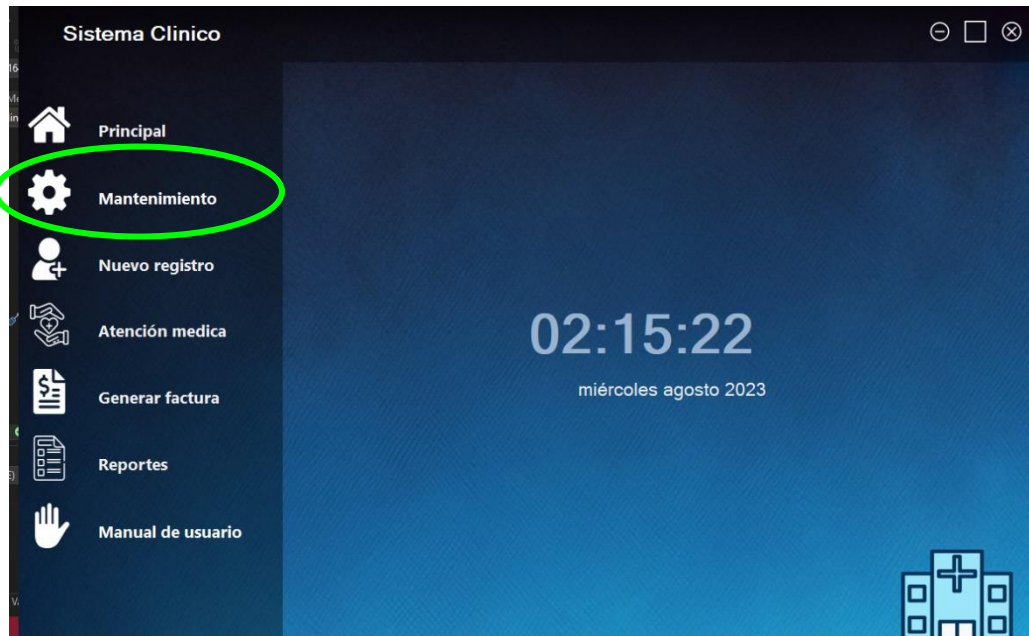 Sistema Clinico
Principal
Mantenimiento
Nuevo registro
Atención medica
Generar factura
Reportes
Manual de usuario
02:15:22
miércoles agosto 2023